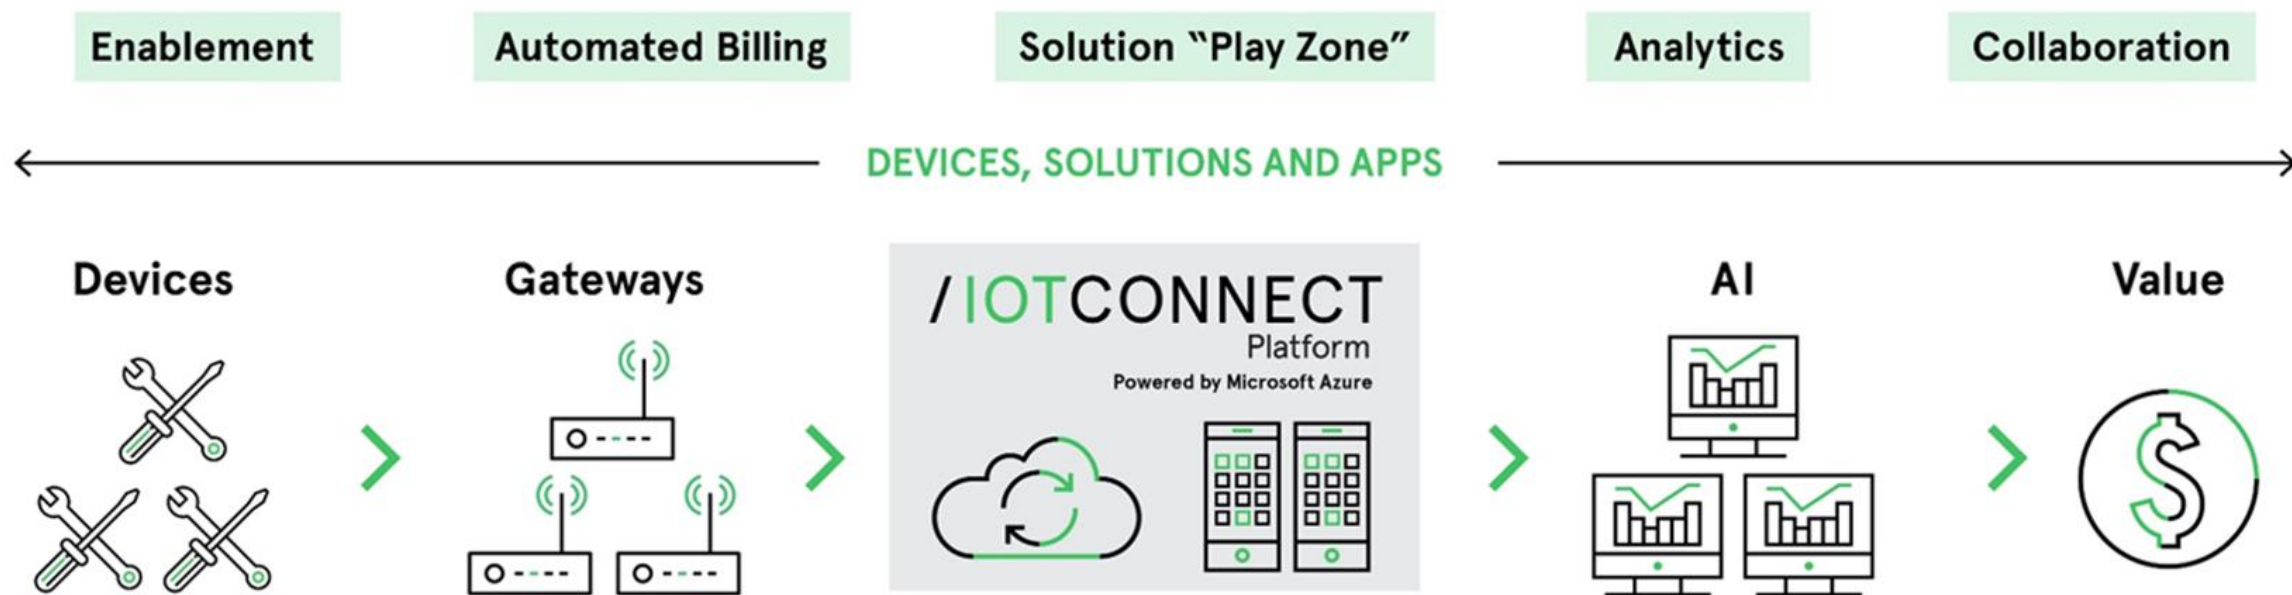 Enablement
Automated Billing
Solution “Play Zone”
Analytics
Collaboration
DEVICES, SOLUTIONS AND APPS
Devices
Gateways
/IOTCONNECT
Platform
Powered by Microsoft Azure
AI
Value